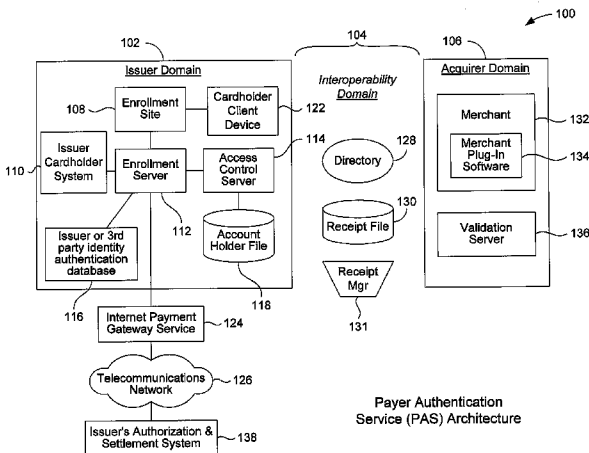 100
102
104
106
Issuer Domain
Interoperability
Domain
Acquirer Domain
108
Enrollment
Site
Cardholder
Client
Device
122
Merchant
132
Merchant
Plug-In
Software
134
110
Issuer
Cardholder
System
Enrollment
Server
112
Access
Control
Server
114
Directory
128
Issuer or 3rd
party identity
authentication
database
116
Account
Holder File
118
Receipt File
130
Validation
Server
136
Receipt
Mgr
131
Internet Payment
Gateway Service
124
Telecommunications
Network
126
Issuer's Authorization &
Settlement System
138
Payer Authentication
Service (PAS) Architecture